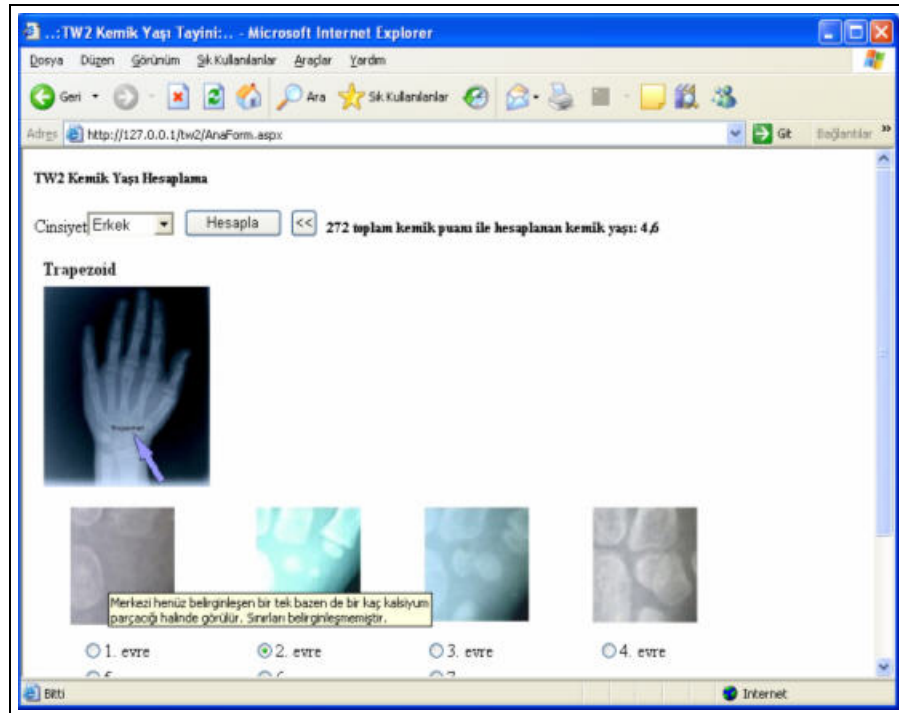 ..:TW2 Kemik Yaşı Tayini:.. - Microsoft Internet Explorer
Dosya Düzen Görünüm Sık Kullanılanlar Araçlar Yardım
Geri Ara Sık Kullanılanlar
Adres http://127.0.0.1/tw2/AnaForm.aspx Git Bağlantılar »
TW2 Kemik Yaşı Hesaplama
Cinsiyet Erkek Hesapla << 272 toplam kemik puanı ile hesaplanan kemik yaşı: 4,6
Trapezoid
Merkezi henüz belirginleşen bir tek bazen de bir kaç kalsiyum
parçacığı halinde görülür. Sınırları belirginleşmemiştir.
1. evre 2. evre 3. evre 4. evre
Bitti Internet